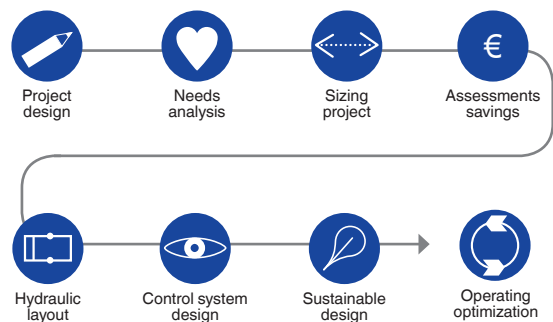 Project
design
Needs
analysis
Sizing
project
€
Assessments
savings
Hydraulic
layout
Control system
design
Sustainable
design
Operating
optimization